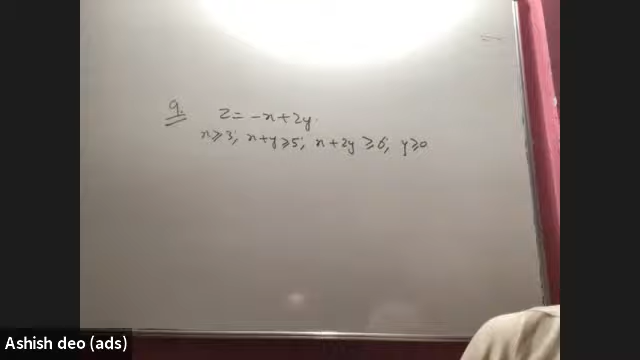 9. Z = -x + 2y.
x ≥ 3, x + y ≥ 5, x + 2y ≥ 6, y ≥ 0
Ashish deo (ads)